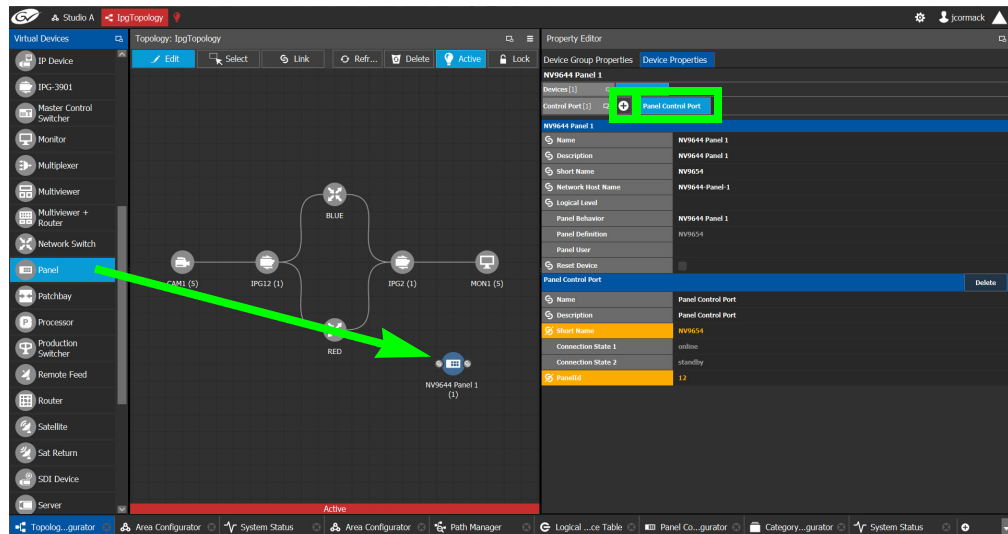 Studio A
IpgTopology
jcormack
Virtual Devices
Topology: IpgTopology
Property Editor
Edit
Select
Link
Refr...
Delete
Active
Lock
Device Group Properties
Device Properties
NV9644 Panel 1
Devices [1]
Control Port [1]
Panel Control Port
NV9644 Panel 1
Name NV9644 Panel 1
Description NV9644 Panel 1
Short Name NV9654
Network Host Name NV9644-Panel-1
Logical Level
Panel Behavior NV9644 Panel 1
Panel Definition NV9654
Panel User
Reset Device
Panel Control Port
Delete
Name Panel Control Port
Description Panel Control Port
Short Name NV9654
Connection State 1 online
Connection State 2 standby
PanelId 12
IP Device
IPG-3901
Master Control
Switcher
Monitor
Multiplexer
Multiviewer
Multiviewer +
Router
Network Switch
Panel
Patchbay
Processor
Production
Switcher
Remote Feed
Router
Satellite
Sat Return
SDI Device
Server
BLUE
CAM1 (5)
IPG12 (1)
IPG2 (1)
MON1 (5)
RED
NV9644 Panel 1
(1)
Active
Topolog...gurator
Area Configurator
System Status
Area Configurator
Path Manager
Logical ...ce Table
Panel Co...gurator
Category...gurator
System Status